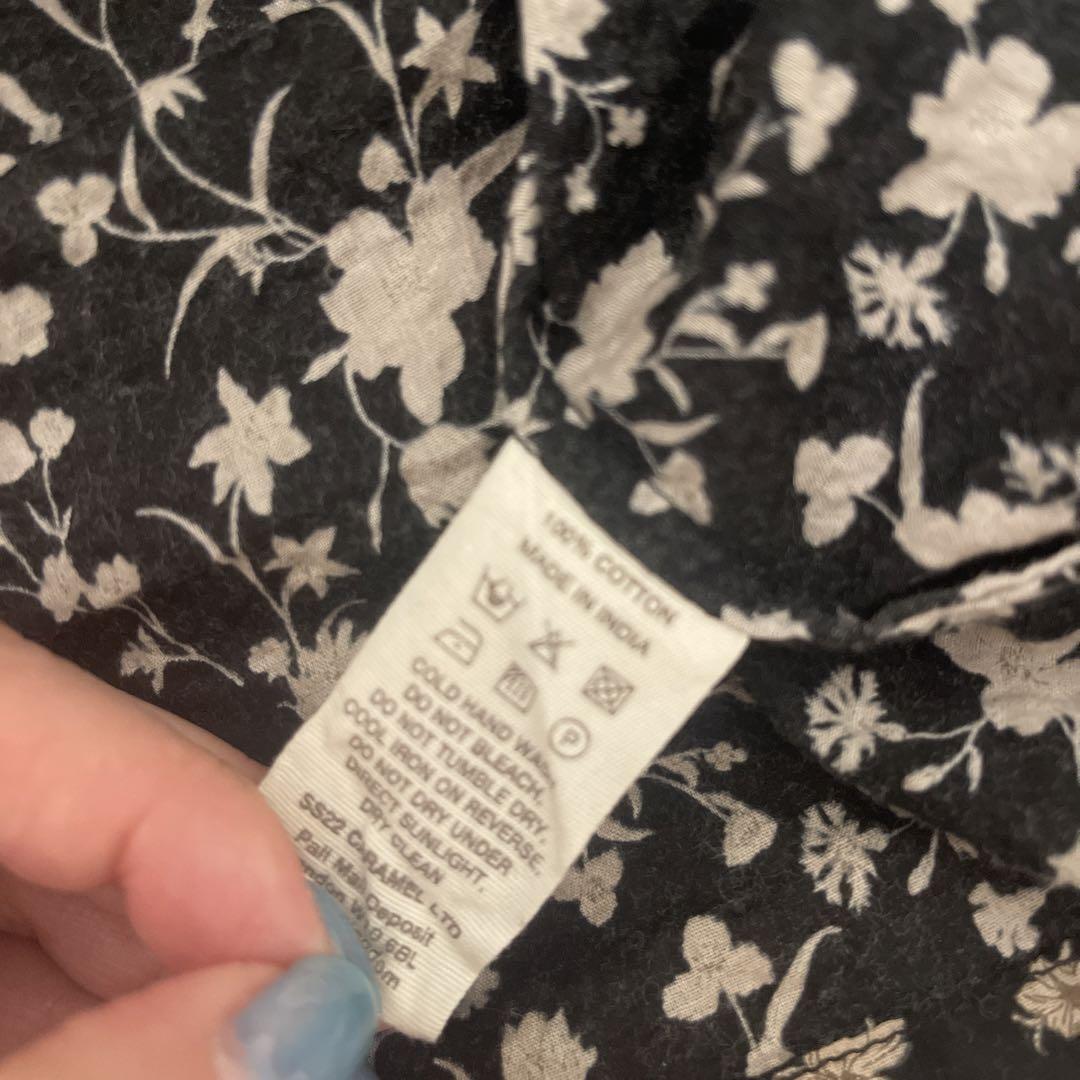 100% COTTON
MADE IN INDIA
P
COLD HAND WASH.
DO NOT BLEACH.
DO NOT TUMBLE DRY.
COOL IRON ON REVERSE.
DO NOT DRY UNDER
DIRECT SUNLIGHT.
DRY CLEAN
SS22 CARAMEL LTD
Pall Mall Deposit
6BL